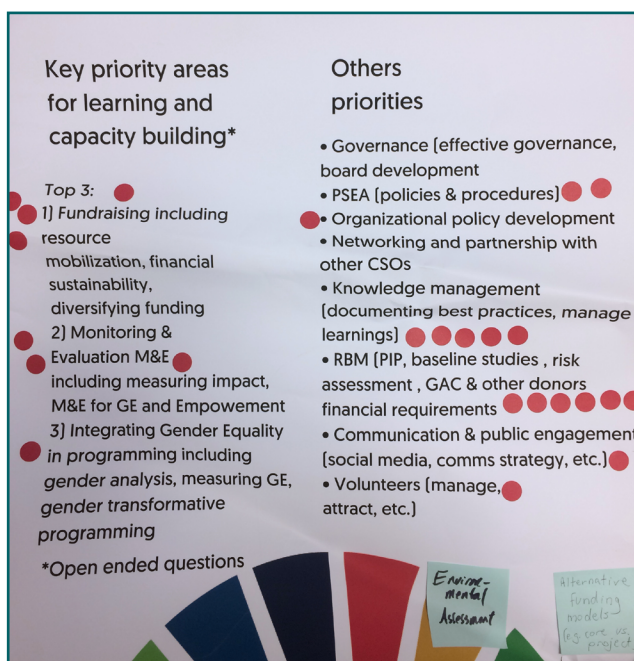 Key priority areas
for learning and
capacity building*
Top 3:
1) Fundraising including
resource
mobilization, financial
sustainability,
diversifying funding
2) Monitoring &
Evaluation M&E
including measuring impact,
M&E for GE and Empowerment
3) Integrating Gender Equality
in programming including
gender analysis, measuring GE,
gender transformative
programming
*Open ended questions
Others
priorities
• Governance (effective governance,
board development
• PSEA (policies & procedures)
• Organizational policy development
• Networking and partnership with
other CSOs
• Knowledge management
(documenting best practices, manage
learnings)
• RBM (PIP, baseline studies , risk
assessment , GAC & other donors
financial requirements
• Communication & public engagement
(social media, comms strategy, etc.)
• Volunteers (manage,
attract, etc.)
Environe-
mental
Assessment
Alternative
funding
models
core vs.
project